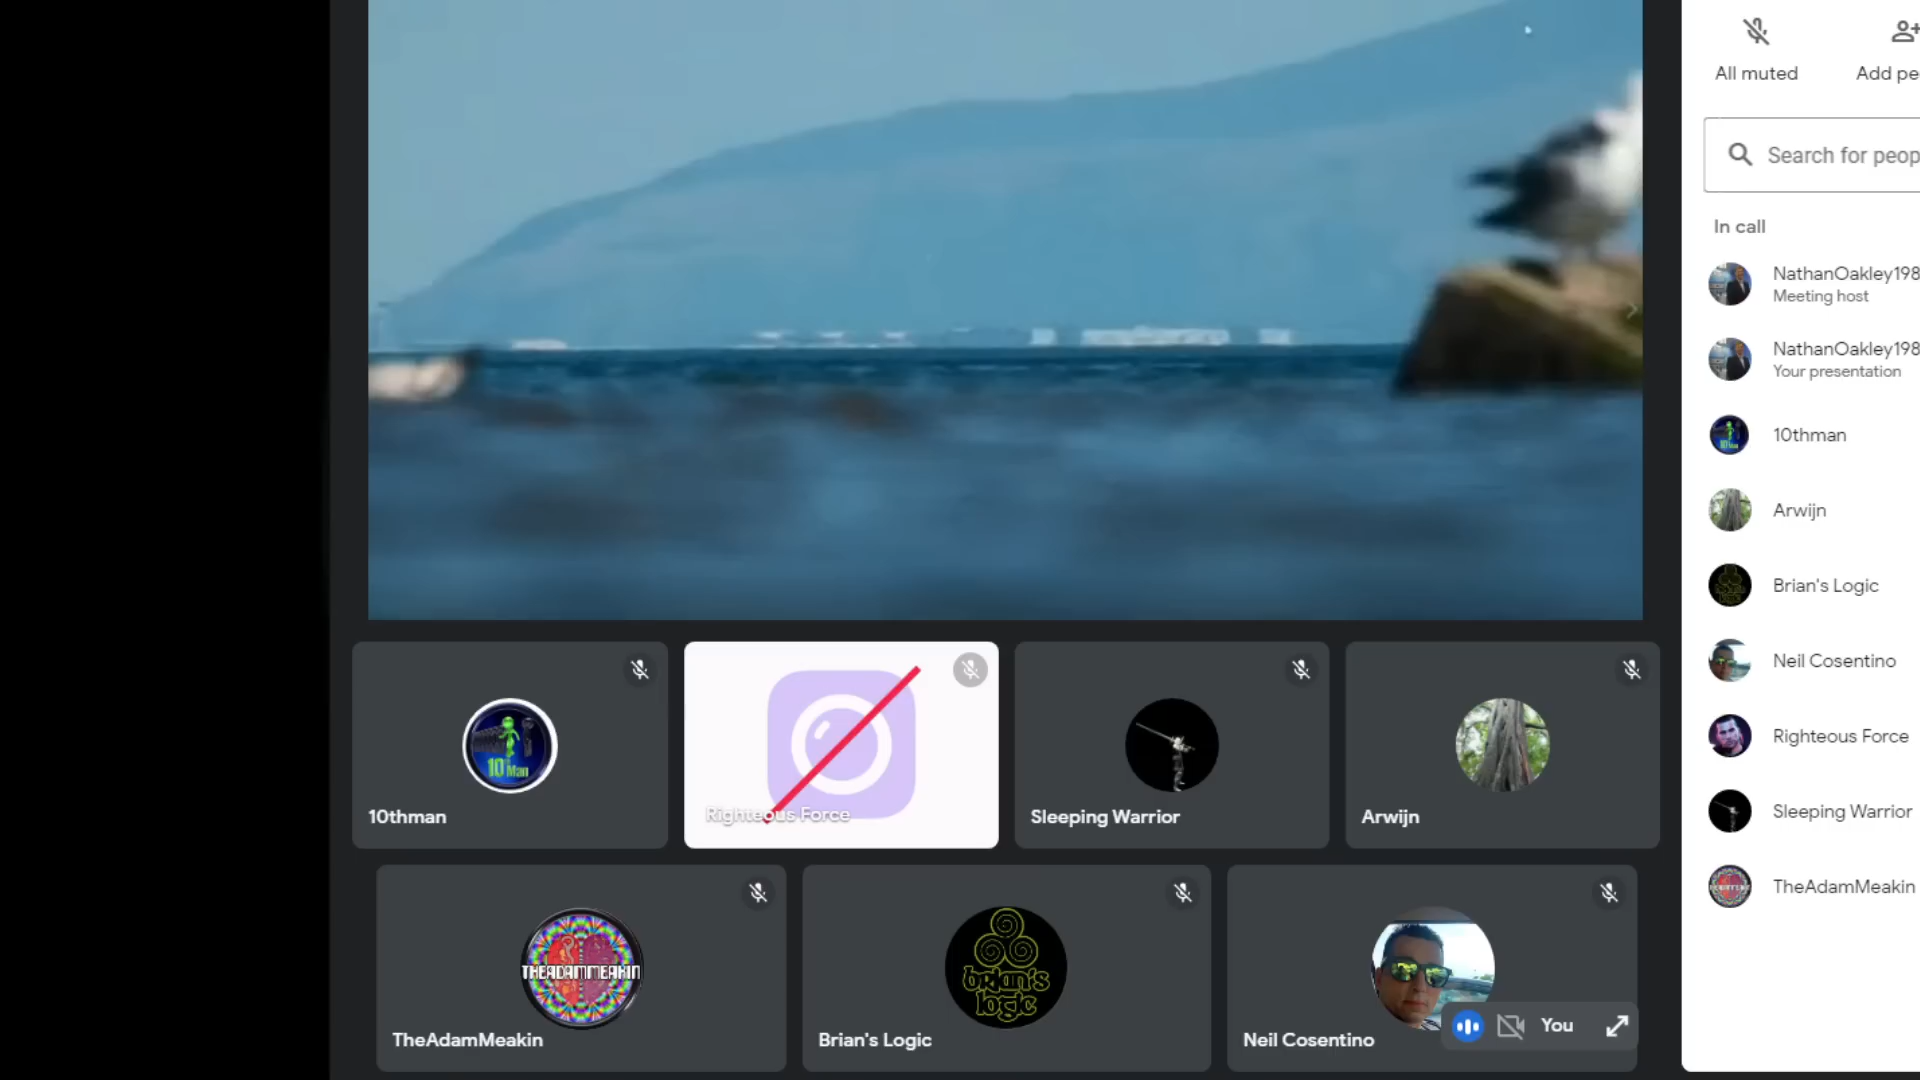 All muted
Add pe
Search for peop
In call
NathanOakley198
Meeting host
NathanOakley198
Your presentation
10thman
Arwijn
Brian's Logic
Neil Cosentino
Righteous Force
Sleeping Warrior
TheAdamMeakin
10 Man
10thman
Righteous Force
Sleeping Warrior
Arwijn
THEADAMMEAKIN
TheAdamMeakin
brian's
logic
Brian's Logic
Neil Cosentino
You